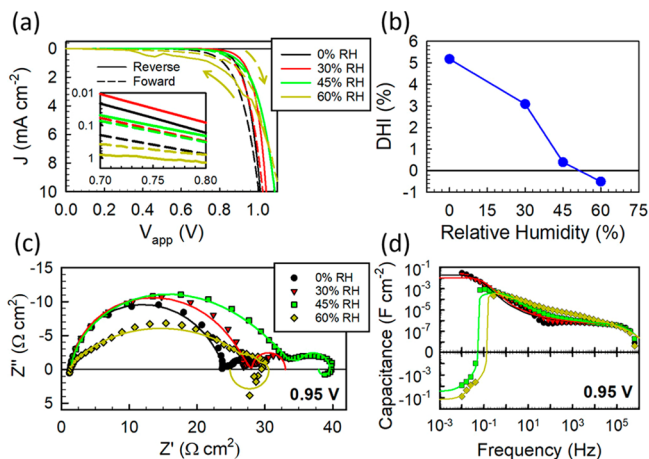 (a)
0
2
4
6
8
10
J (mA cm⁻²)
Reverse
Foward
0.01
0.1
1
0.70 0.75 0.80
0.0 0.2 0.4 0.6 0.8 1.0
V_app (V)
0% RH
30% RH
45% RH
60% RH
(b)
6
5
4
3
2
1
0
-1
DHI (%)
0 15 30 45 60 75
Relative Humidity (%)
(c)
-15
-10
-5
0
5
Z'' (Ω cm²)
0% RH
30% RH
45% RH
60% RH
0.95 V
0 10 20 30 40
Z' (Ω cm²)
(d)
10⁻¹
10⁻³
10⁻⁵
10⁻⁷
0
-10⁻⁵
-10⁻³
-10⁻¹
Capacitance (F cm⁻²)
0.95 V
10⁻³ 10⁻¹ 10¹ 10³ 10⁵
Frequency (Hz)